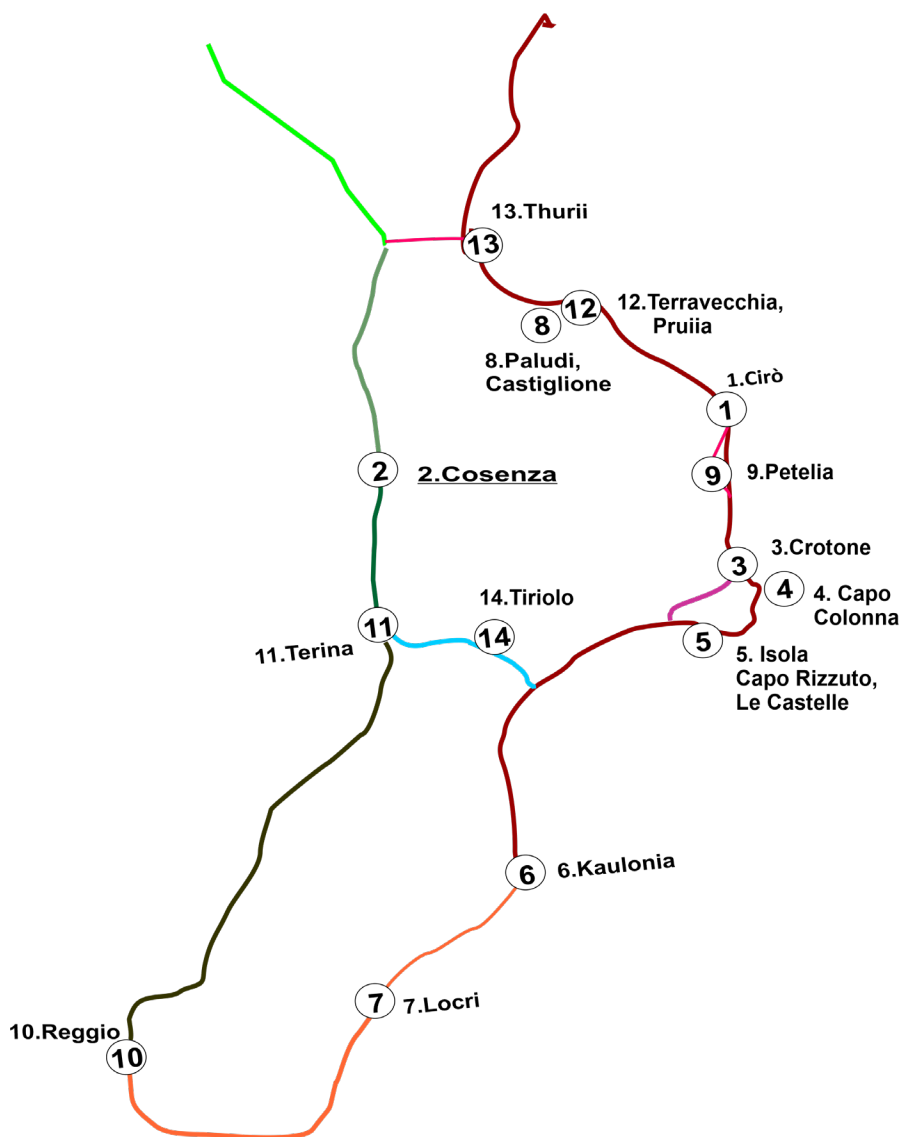 13.Thurii
13
12.Terravecchia,
Pruiia
12
8
8.Paludi,
Castiglione
1.Cirò
1
2
2.Cosenza
9
9.Petelia
3.Crotone
3
4
4. Capo
Colonna
14.Tiriolo
11
14
11.Terina
5
5. Isola
Capo Rizzuto,
Le Castelle
6
6.Kaulonia
7
7.Locri
10.Reggio
10